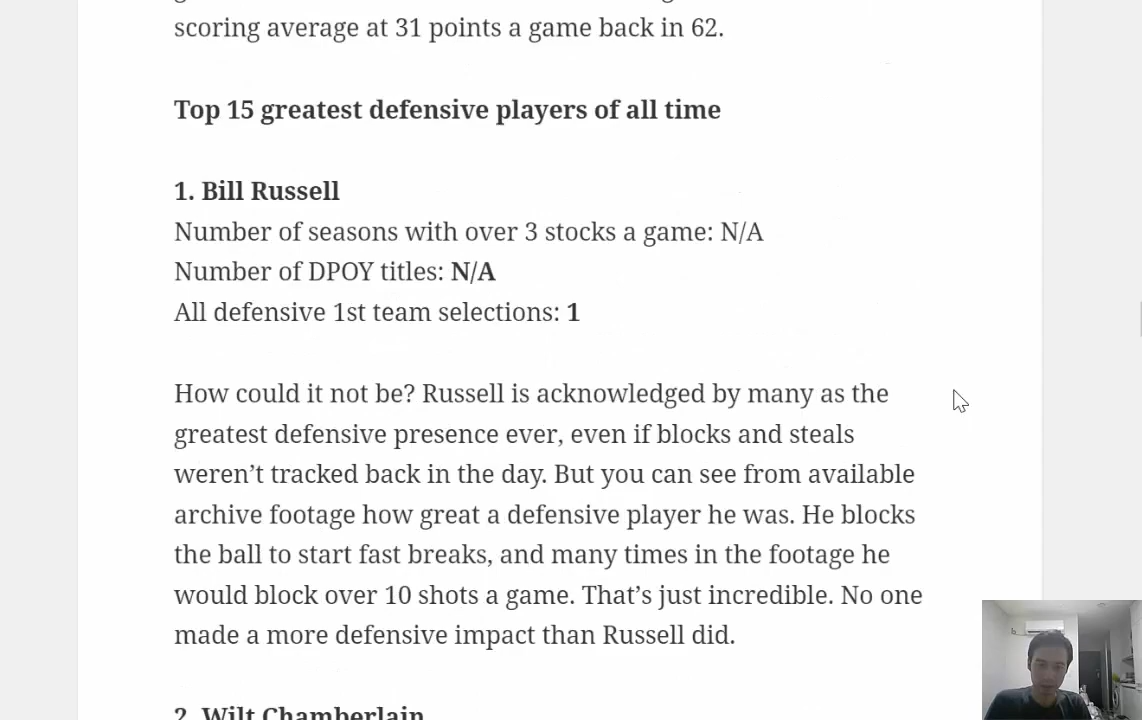 scoring average at 31 points a game back in 62.
Top 15 greatest defensive players of all time
1. Bill Russell
Number of seasons with over 3 stocks a game: N/A
Number of DPOY titles: N/A
All defensive 1st team selections: 1
How could it not be? Russell is acknowledged by many as the
greatest defensive presence ever, even if blocks and steals
weren’t tracked back in the day. But you can see from available
archive footage how great a defensive player he was. He blocks
the ball to start fast breaks, and many times in the footage he
would block over 10 shots a game. That’s just incredible. No one
made a more defensive impact than Russell did.
2. Wilt Chamberlain